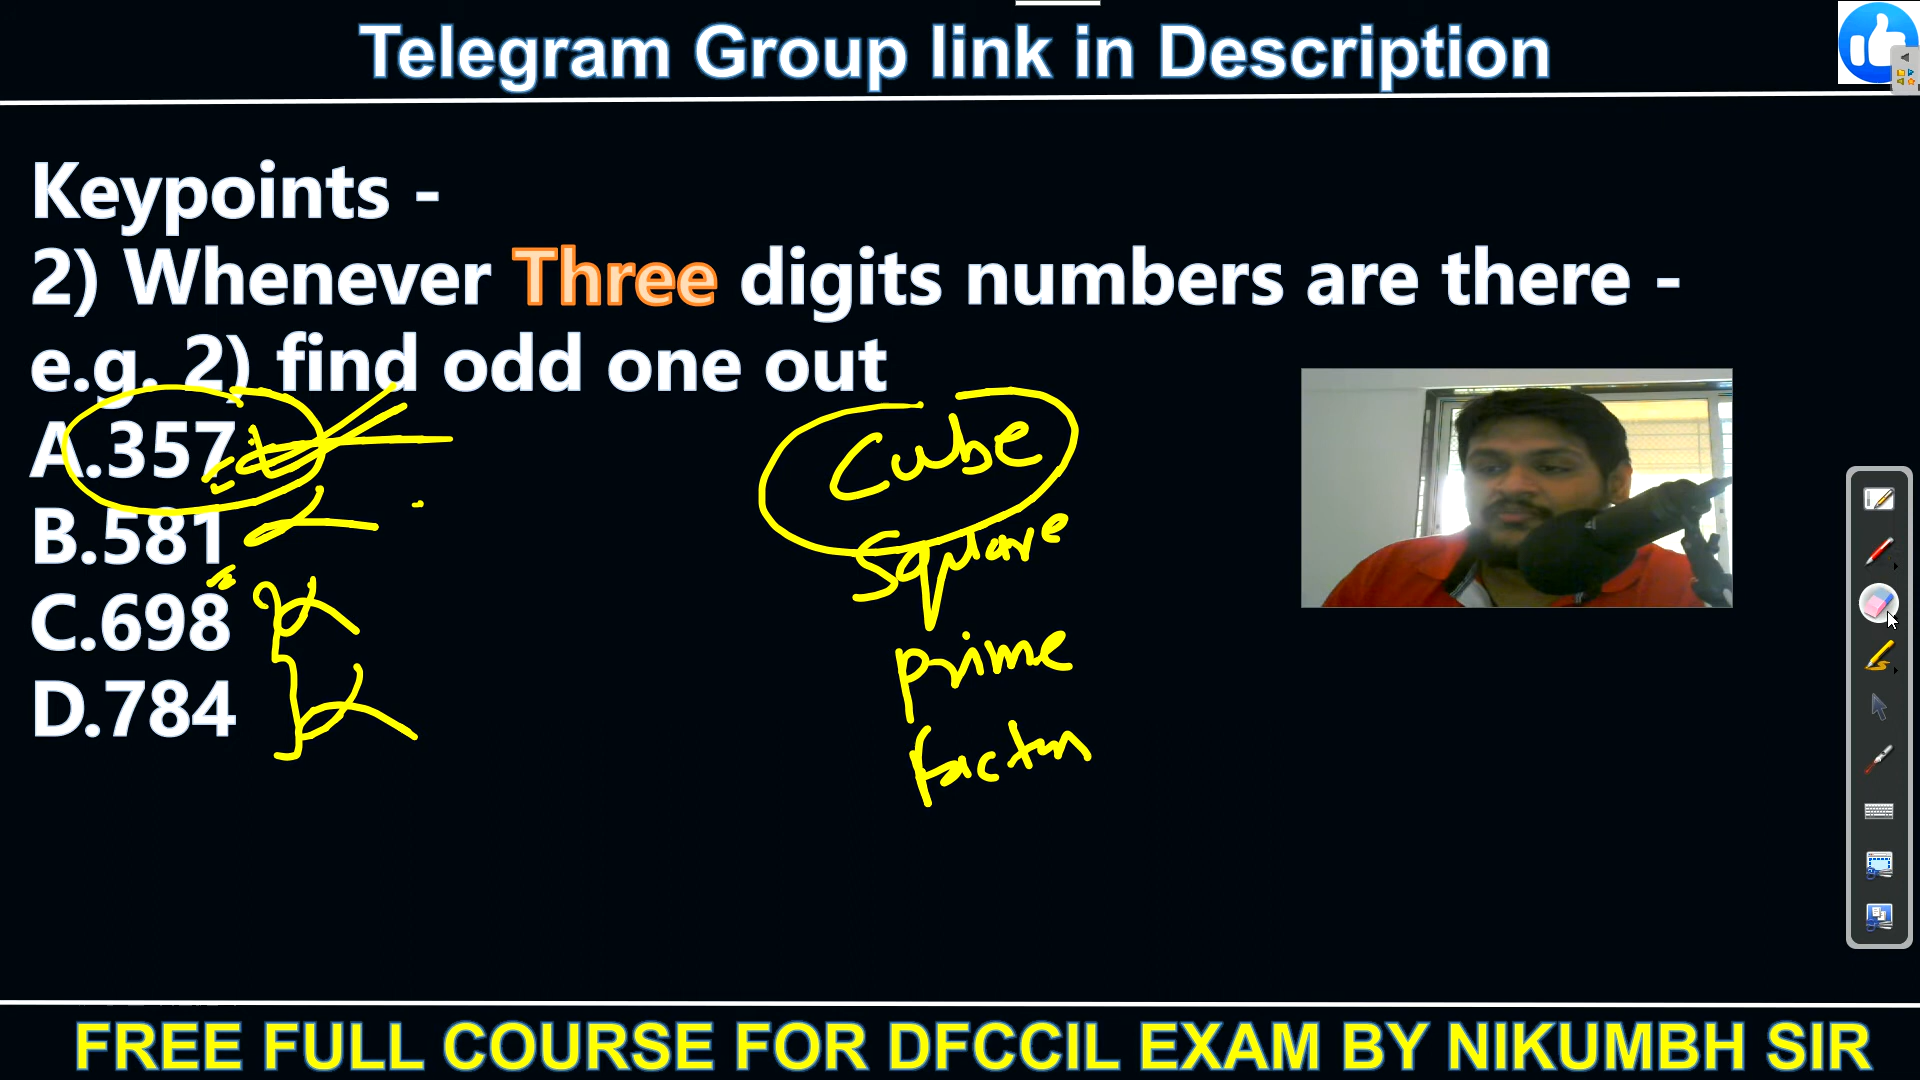 Telegram Group link in Description
Keypoints -
2) Whenever Three digits numbers are there -
e.g. 2) find odd one out
A.357
B.581
C.698
D.784
Cube
Square
prime
factor
FREE FULL COURSE FOR DFCCIL EXAM BY NIKUMBH SIR